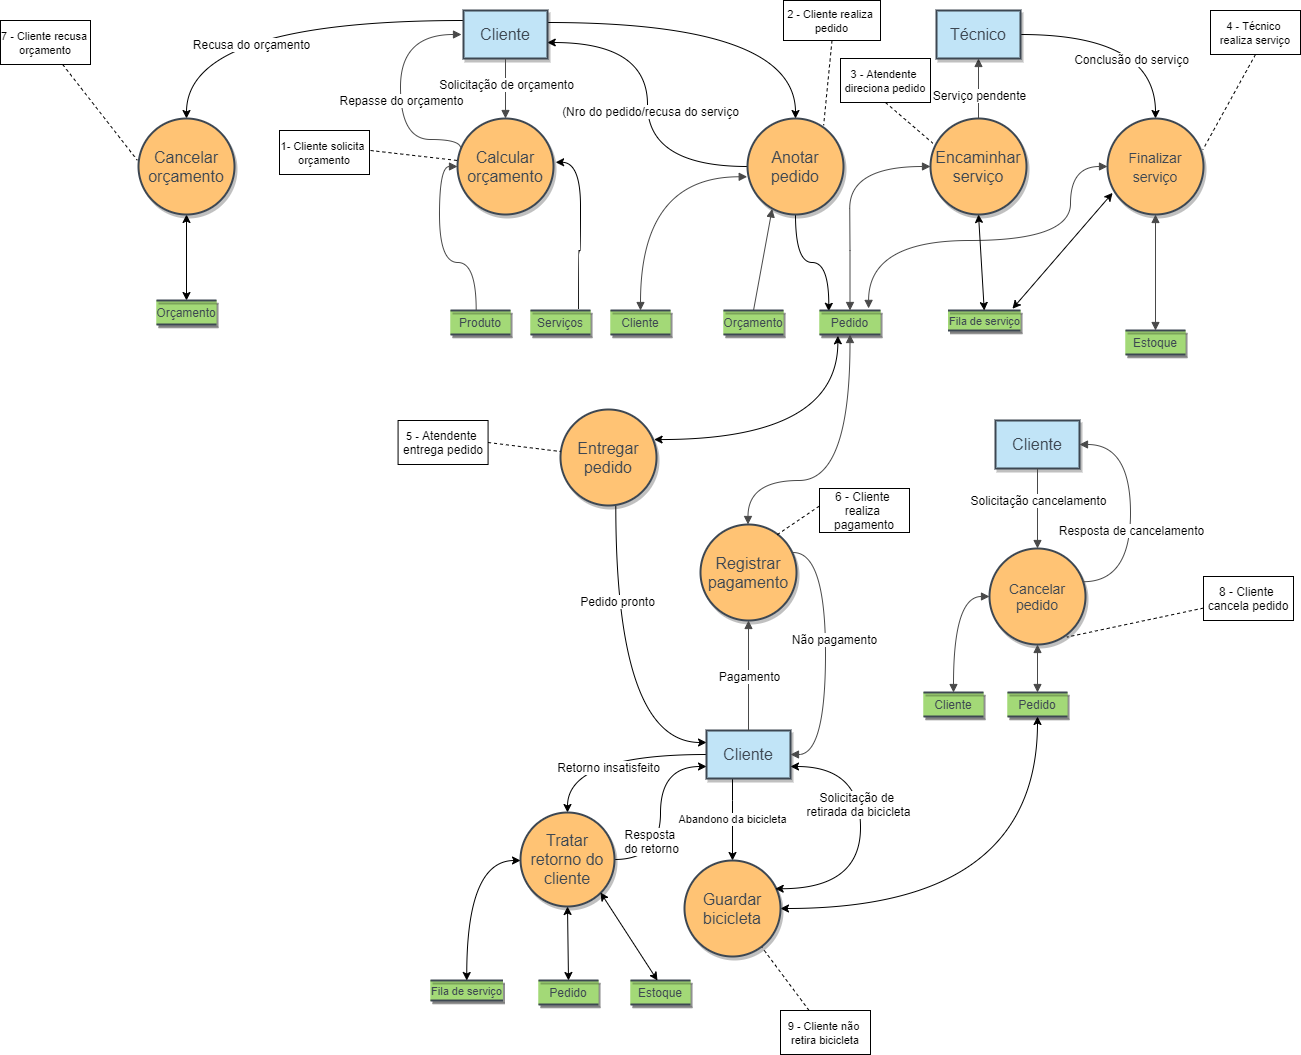 7 - Cliente recusa
orçamento
Recusa do orçamento
Cliente
2 - Cliente realiza
pedido
Técnico
4 - Técnico
realiza serviço
Solicitação de orçamento
Repasse do orçamento
(Nro do pedido/recusa do serviço
3 - Atendente
direciona pedido
Serviço pendente
Conclusão do serviço
1- Cliente solicita
orçamento
Cancelar
orçamento
Calcular
orçamento
Anotar
pedido
Encaminhar
serviço
Finalizar
serviço
Orçamento
Produto
Serviços
Cliente
Orçamento
Pedido
Fila de serviço
Estoque
5 - Atendente
entrega pedido
Entregar
pedido
Cliente
6 - Cliente
realiza
pagamento
Solicitação cancelamento
Resposta de cancelamento
Registrar
pagamento
Cancelar
pedido
8 - Cliente
cancela pedido
Pedido pronto
Não pagamento
Pagamento
Cliente
Pedido
Cliente
Retorno insatisfeito
Solicitação de
retirada da bicicleta
Abandono da bicicleta
Resposta
do retorno
Tratar
retorno do
cliente
Guardar
bicicleta
Fila de serviço
Pedido
Estoque
9 - Cliente não
retira bicicleta